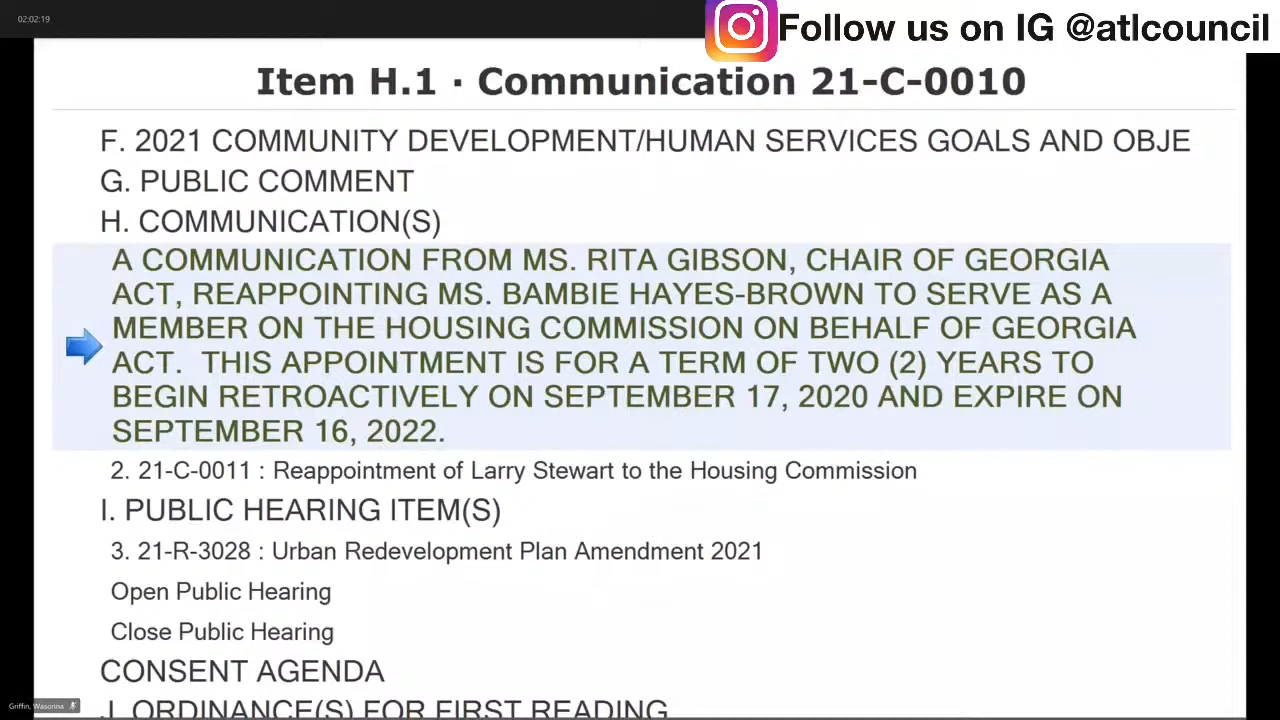 02:02:19
Follow us on IG @atlcouncil
Item H.1 · Communication 21-C-0010
F. 2021 COMMUNITY DEVELOPMENT/HUMAN SERVICES GOALS AND OBJE
G. PUBLIC COMMENT
H. COMMUNICATION(S)
A COMMUNICATION FROM MS. RITA GIBSON, CHAIR OF GEORGIA
ACT, REAPPOINTING MS. BAMBIE HAYES-BROWN TO SERVE AS A
MEMBER ON THE HOUSING COMMISSION ON BEHALF OF GEORGIA
ACT.  THIS APPOINTMENT IS FOR A TERM OF TWO (2) YEARS TO
BEGIN RETROACTIVELY ON SEPTEMBER 17, 2020 AND EXPIRE ON
SEPTEMBER 16, 2022.
2. 21-C-0011 : Reappointment of Larry Stewart to the Housing Commission
I. PUBLIC HEARING ITEM(S)
3. 21-R-3028 : Urban Redevelopment Plan Amendment 2021
Open Public Hearing
Close Public Hearing
CONSENT AGENDA
J. ORDINANCE(S) FOR FIRST READING
Griffin, Wasorina